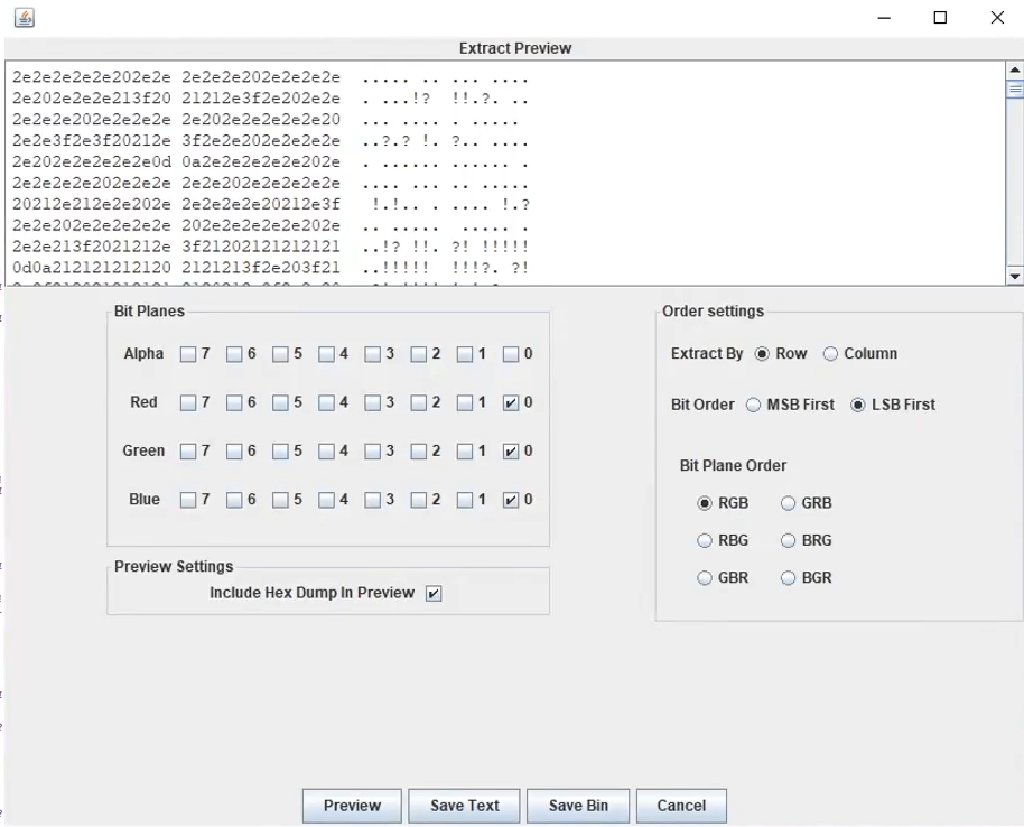 Extract Preview
2e2e2e2e2e202e2e 2e2e2e202e2e2e2e ..... .. ... ....
2e202e2e2e213f20 21212e3f2e202e2e . ...!? !!.?. ..
2e2e2e202e2e2e2e 2e202e2e2e2e2e20 ... .... . .....
2e2e3f2e3f20212e 3f2e2e202e2e2e2e ..?.? !. ?.. ....
2e202e2e2e2e2e0d 0a2e2e2e2e2e202e . ...... ...... .
2e2e2e2e202e2e2e 2e2e202e2e2e2e2e .... ... .. .....
20212e212e2e202e 2e2e2e2e20212e3f !.!.. . .... !.?
2e2e202e2e2e2e2e 202e2e2e2e2e202e .. ..... ..... .
2e2e213f2021212e 3f21202121212121 ..!? !!. ?! !!!!!
0d0a212121212120 2121213f2e203f21 ..!!!!! !!!?. ?!
Bit Planes
Alpha 7 6 5 4 3 2 1 0
Red 7 6 5 4 3 2 1 0
Green 7 6 5 4 3 2 1 0
Blue 7 6 5 4 3 2 1 0
Preview Settings
Include Hex Dump In Preview
Order settings
Extract By Row Column
Bit Order MSB First LSB First
Bit Plane Order
RGB GRB
RBG BRG
GBR BGR
Preview Save Text Save Bin Cancel